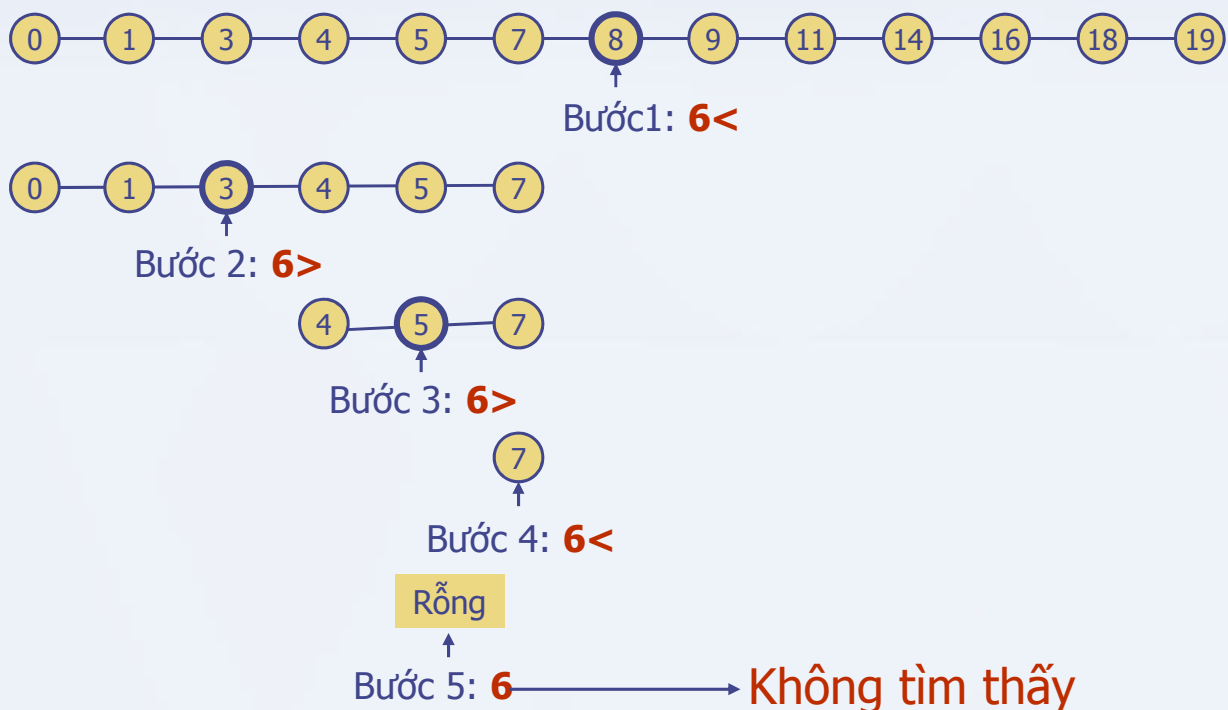 0 1 3 4 5 7 8 9 11 14 16 18 19
Bước1: 6<
0 1 3 4 5 7
Bước 2: 6>
4 5 7
Bước 3: 6>
7
Bước 4: 6<
Rỗng
Bước 5: 6 Không tìm thấy